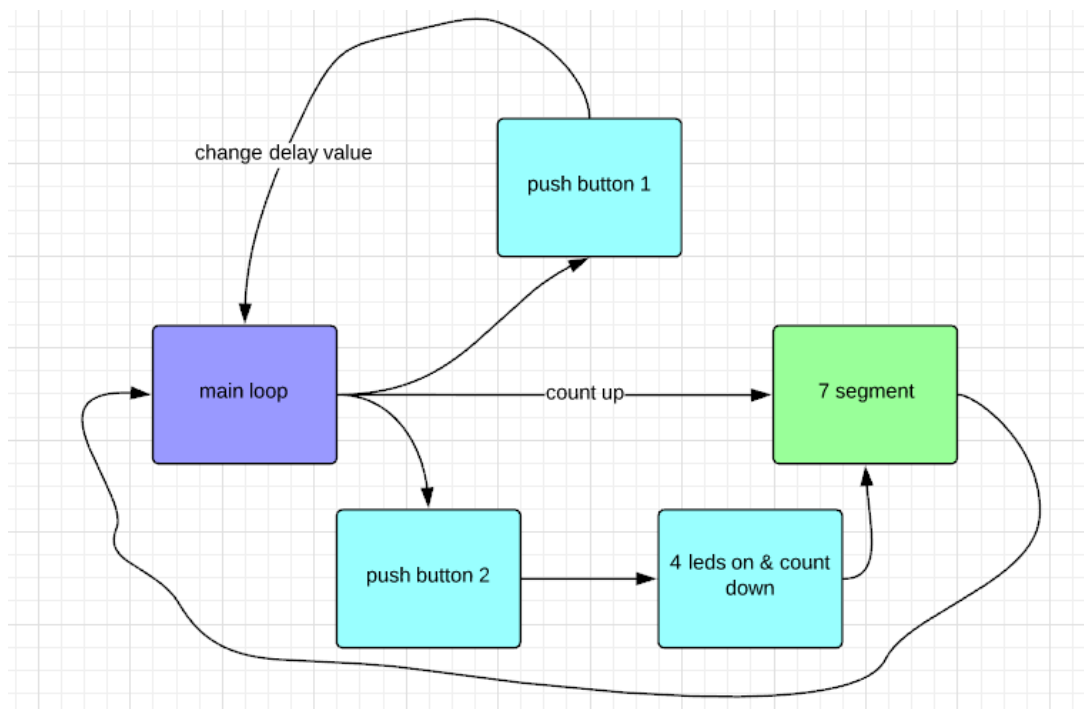 change delay value
push button 1
main loop
count up
7 segment
push button 2
4 leds on & count
down